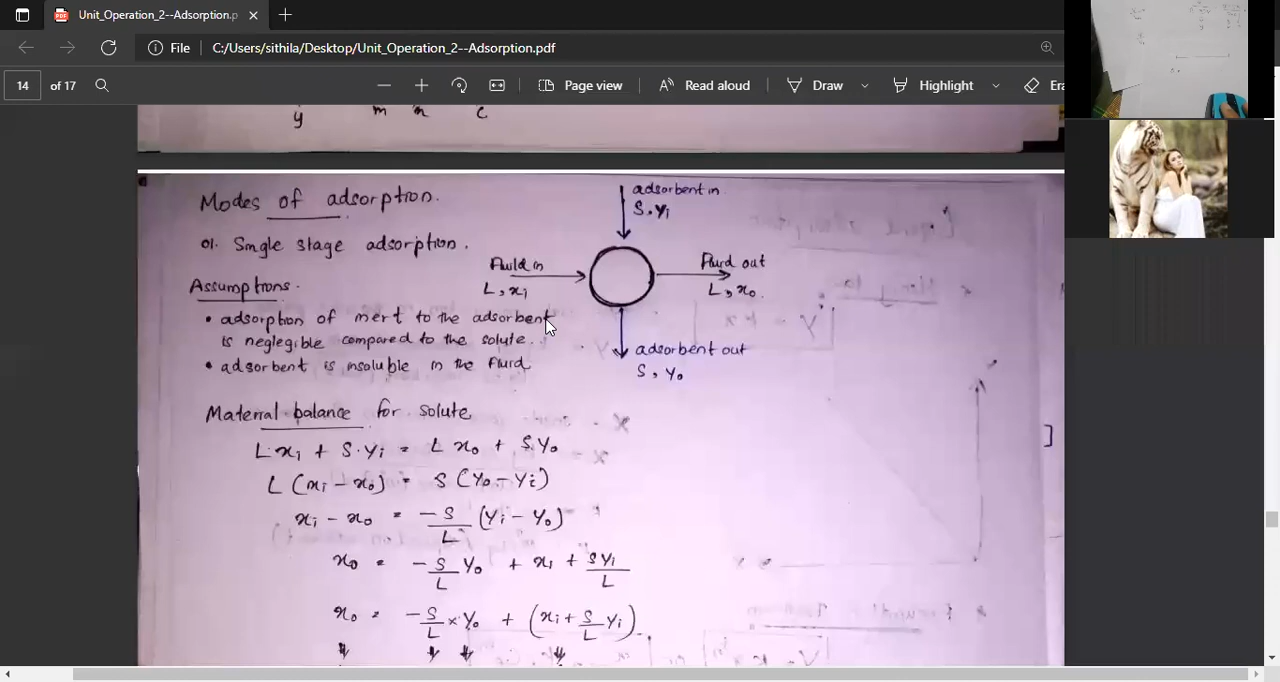 Unit_Operation_2--Adsorption.p
File C:/Users/sithila/Desktop/Unit_Operation_2--Adsorption.pdf
14 of 17 Page view Read aloud Draw Highlight Era
y m n C
Modes of adsorption.
adsorbent in
S, yi
01. Single stage adsorption.
Fluid in
L, xi
Fluid out
L, xo.
Assumptions.
• adsorption of inert to the adsorbent
is neglegible compared to the solute.
• adsorbent is insoluble in the fluid
adsorbent out
S, yo
Material balance for solute
L·xi + S·Yi = L xo + S.Yo
L (xi - xo) = S (Yo - Yi)
xi - xo = -S/L (Yi - Yo)
xo = -S/L Yo + xi + SYi/L
xo = -S/L × Yo + (xi + S/L Yi).